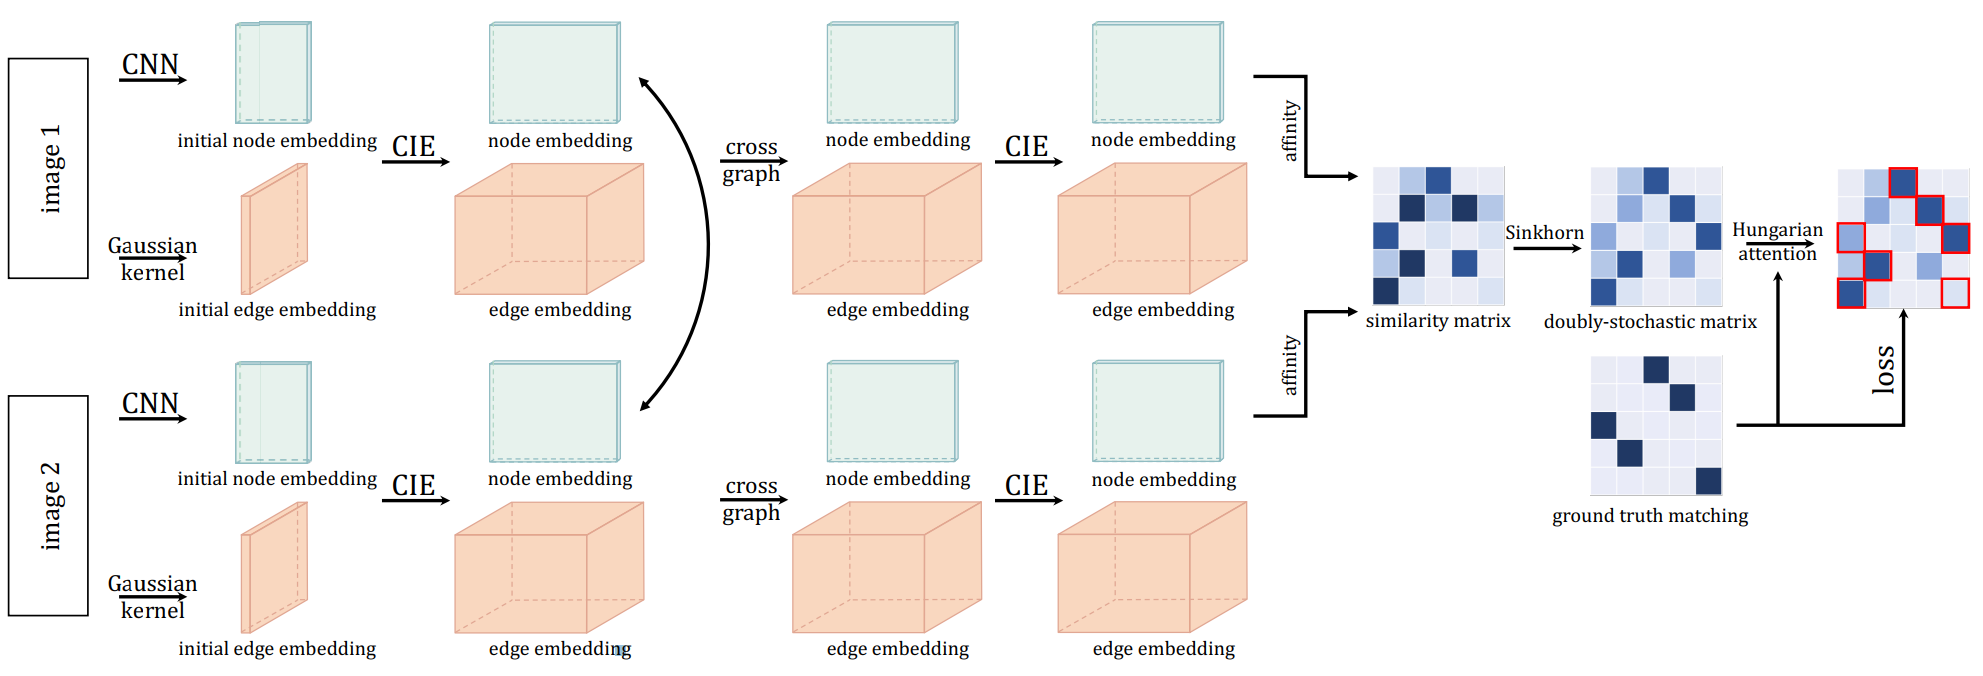 image 1
CNN
initial node embedding
Gaussian
kernel
initial edge embedding
CIE
node embedding
edge embedding
cross
graph
node embedding
edge embedding
CIE
node embedding
edge embedding
affinity
image 2
CNN
initial node embedding
Gaussian
kernel
initial edge embedding
CIE
node embedding
edge embedding
cross
graph
node embedding
edge embedding
CIE
node embedding
edge embedding
affinity
similarity matrix
Sinkhorn
doubly-stochastic matrix
Hungarian
attention
loss
ground truth matching